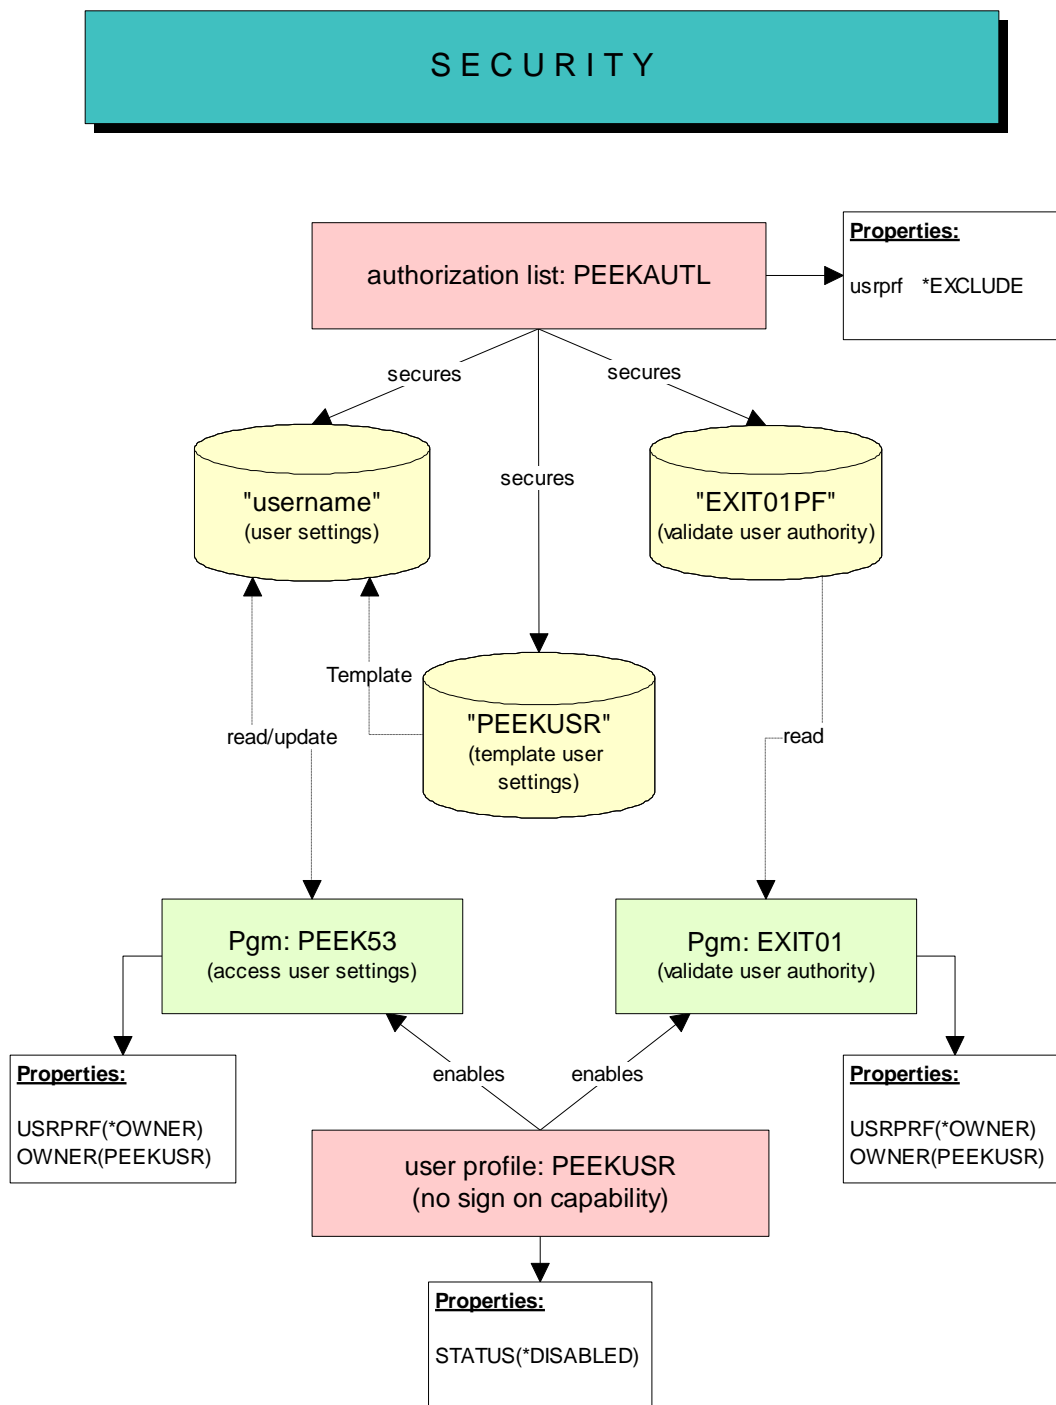 S E C U R I T Y
authorization list: PEEKAUTL
Properties:
usrprf *EXCLUDE
secures
secures
secures
"username"
(user settings)
"EXIT01PF"
(validate user authority)
Template
"PEEKUSR"
(template user
settings)
read/update
read
Pgm: PEEK53
(access user settings)
Pgm: EXIT01
(validate user authority)
enables
enables
Properties:
USRPRF(*OWNER)
OWNER(PEEKUSR)
user profile: PEEKUSR
(no sign on capability)
Properties:
USRPRF(*OWNER)
OWNER(PEEKUSR)
Properties:
STATUS(*DISABLED)